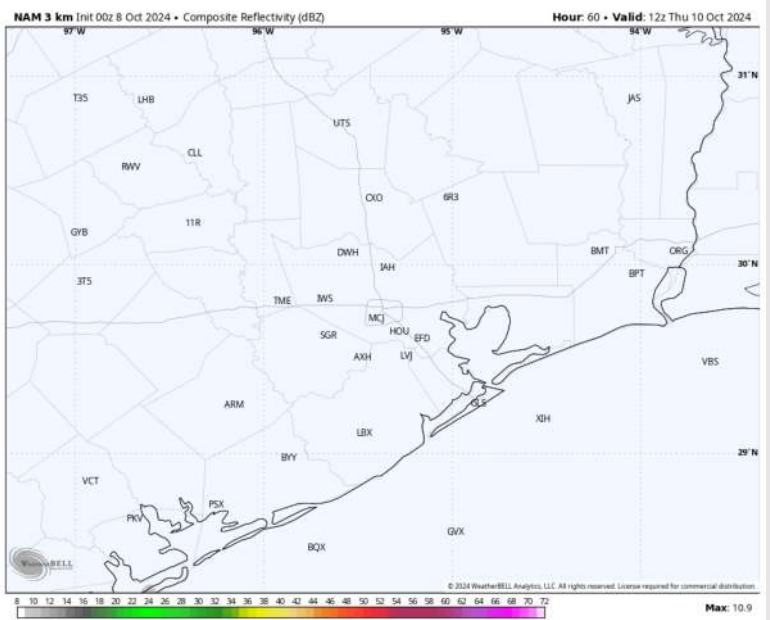 NAM 3 km Init 00z 8 Oct 2024 • Composite Reflectivity (dBZ) Hour: 60 • Valid: 12z Thu 10 Oct 2024
97°W 96°W 95°W 94°W
31°N
T35 LHB JAS
UTS
CLL
RWV
CXO 6R3
11R
GYB
DWH BMT ORG
IAH 30°N
BPT
3T5
TME IWS
MCJ
HOU
SGR EFD
AXH LVJ
VBS
ARM GLS
XIH
LBX
BYY 29°N
VCT
PSX
PKV
GVX
BQX
WeatherBELL
© 2024 WeatherBELL Analytics, LLC. All rights reserved. License required for commercial distribution.
8 10 12 14 16 18 20 22 24 26 28 30 32 34 36 38 40 42 44 46 48 50 52 54 56 58 60 62 64 66 68 70 72
Max: 10.9